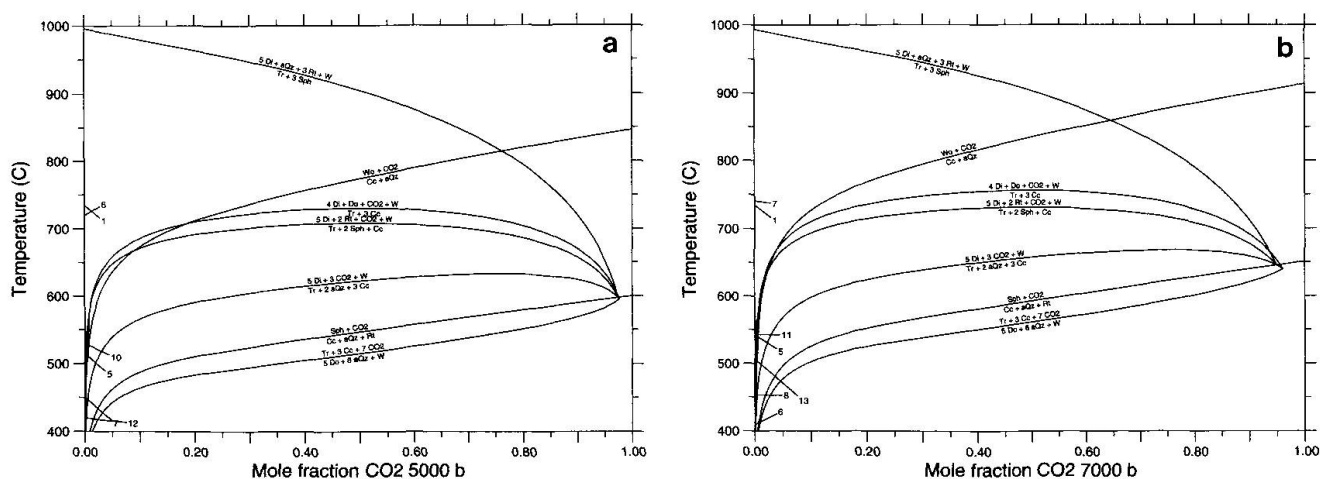 a
1000
900
800
700
600
500
400
Temperature (C)
5 Di + aQz + 3 Rt + W
Tr + 3 Sph
Wo + CO2
Cc + aQz
4 Di + Do + CO2 + W
Tr + 3 Cc
5 Di + 2 Rt + CO2 + W
Tr + 2 Sph + Cc
5 Di + 3 CO2 + W
Tr + 2 aQz + 3 Cc
Sph + CO2
Cc + aQz + Rt
Tr + 3 Cc + 7 CO2
5 Do + 8 aQz + W
6
1
10
5
7
12
0.00
0.20
0.40
0.60
0.80
1.00
Mole fraction CO2 5000 b
b
1000
900
800
700
600
500
400
Temperature (C)
5 Di + aQz + 3 Rt + W
Tr + 3 Sph
Wo + CO2
Cc + aQz
4 Di + Do + CO2 + W
Tr + 3 Cc
5 Di + 2 Rt + CO2 + W
Tr + 2 Sph + Cc
5 Di + 3 CO2 + W
Tr + 2 aQz + 3 Cc
Sph + CO2
Cc + aQz + Rt
Tr + 3 Cc + 7 CO2
5 Do + 8 aQz + W
7
1
11
5
13
8
6
0.00
0.20
0.40
0.60
0.80
1.00
Mole fraction CO2 7000 b